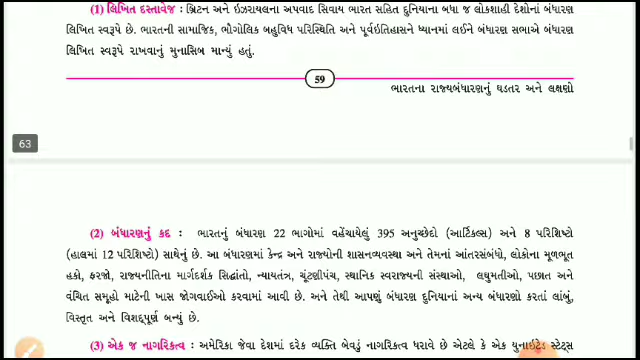 (1) લિખિત દસ્તાવેજ : બ્રિટન અને ઇઝરાયલના અપવાદ સિવાય ભારત સહિત દુનિયાના બધા જ લોકશાહી દેશોનાં બંધારણ
લિખિત સ્વરૂપે છે. ભારતની સામાજિક, ભૌગોલિક બહુવિધ પરિસ્થિતિ અને પૂર્વઇતિહાસને ધ્યાનમાં લઈને બંધારણ સભાએ બંધારણ
લિખિત સ્વરૂપે રાખવાનું મુનાસિબ માન્યું હતું.
59
ભારતના રાજ્યબંધારણનું ઘડતર અને લક્ષણો
63
(2) બંધારણનું કદ : ભારતનું બંધારણ 22 ભાગોમાં વહેંચાયેલું 395 અનુચ્છેદો (આર્ટિકલ્સ) અને 8 પરિશિષ્ટો
(હાલમાં 12 પરિશિષ્ટો) સાથેનું છે. આ બંધારણમાં કેન્દ્ર અને રાજ્યોની શાસનવ્યવસ્થા અને તેમનાં આંતરસંબંધો, લોકોના મૂળભૂત
હકો, ફરજો, રાજ્યનીતિના માર્ગદર્શક સિદ્ધાંતો, ન્યાયતંત્ર, ચૂંટણીપંચ, સ્થાનિક સ્વરાજ્યની સંસ્થાઓ, લઘુમતીઓ, પછાત અને
વંચિત સમૂહો માટેની ખાસ જોગવાઈઓ કરવામાં આવી છે. અને તેથી આપણું બંધારણ દુનિયાનાં અન્ય બંધારણો કરતાં લાંબું,
વિસ્તૃત અને વિશદ્પૂર્ણ બન્યું છે.
(3) એક જ નાગરિકત્વ : અમેરિકા જેવા દેશમાં દરેક વ્યક્તિ બેવડું નાગરિકત્વ ધરાવે છે એટલે કે એક યુનાઈટેડ સ્ટેટ્સ